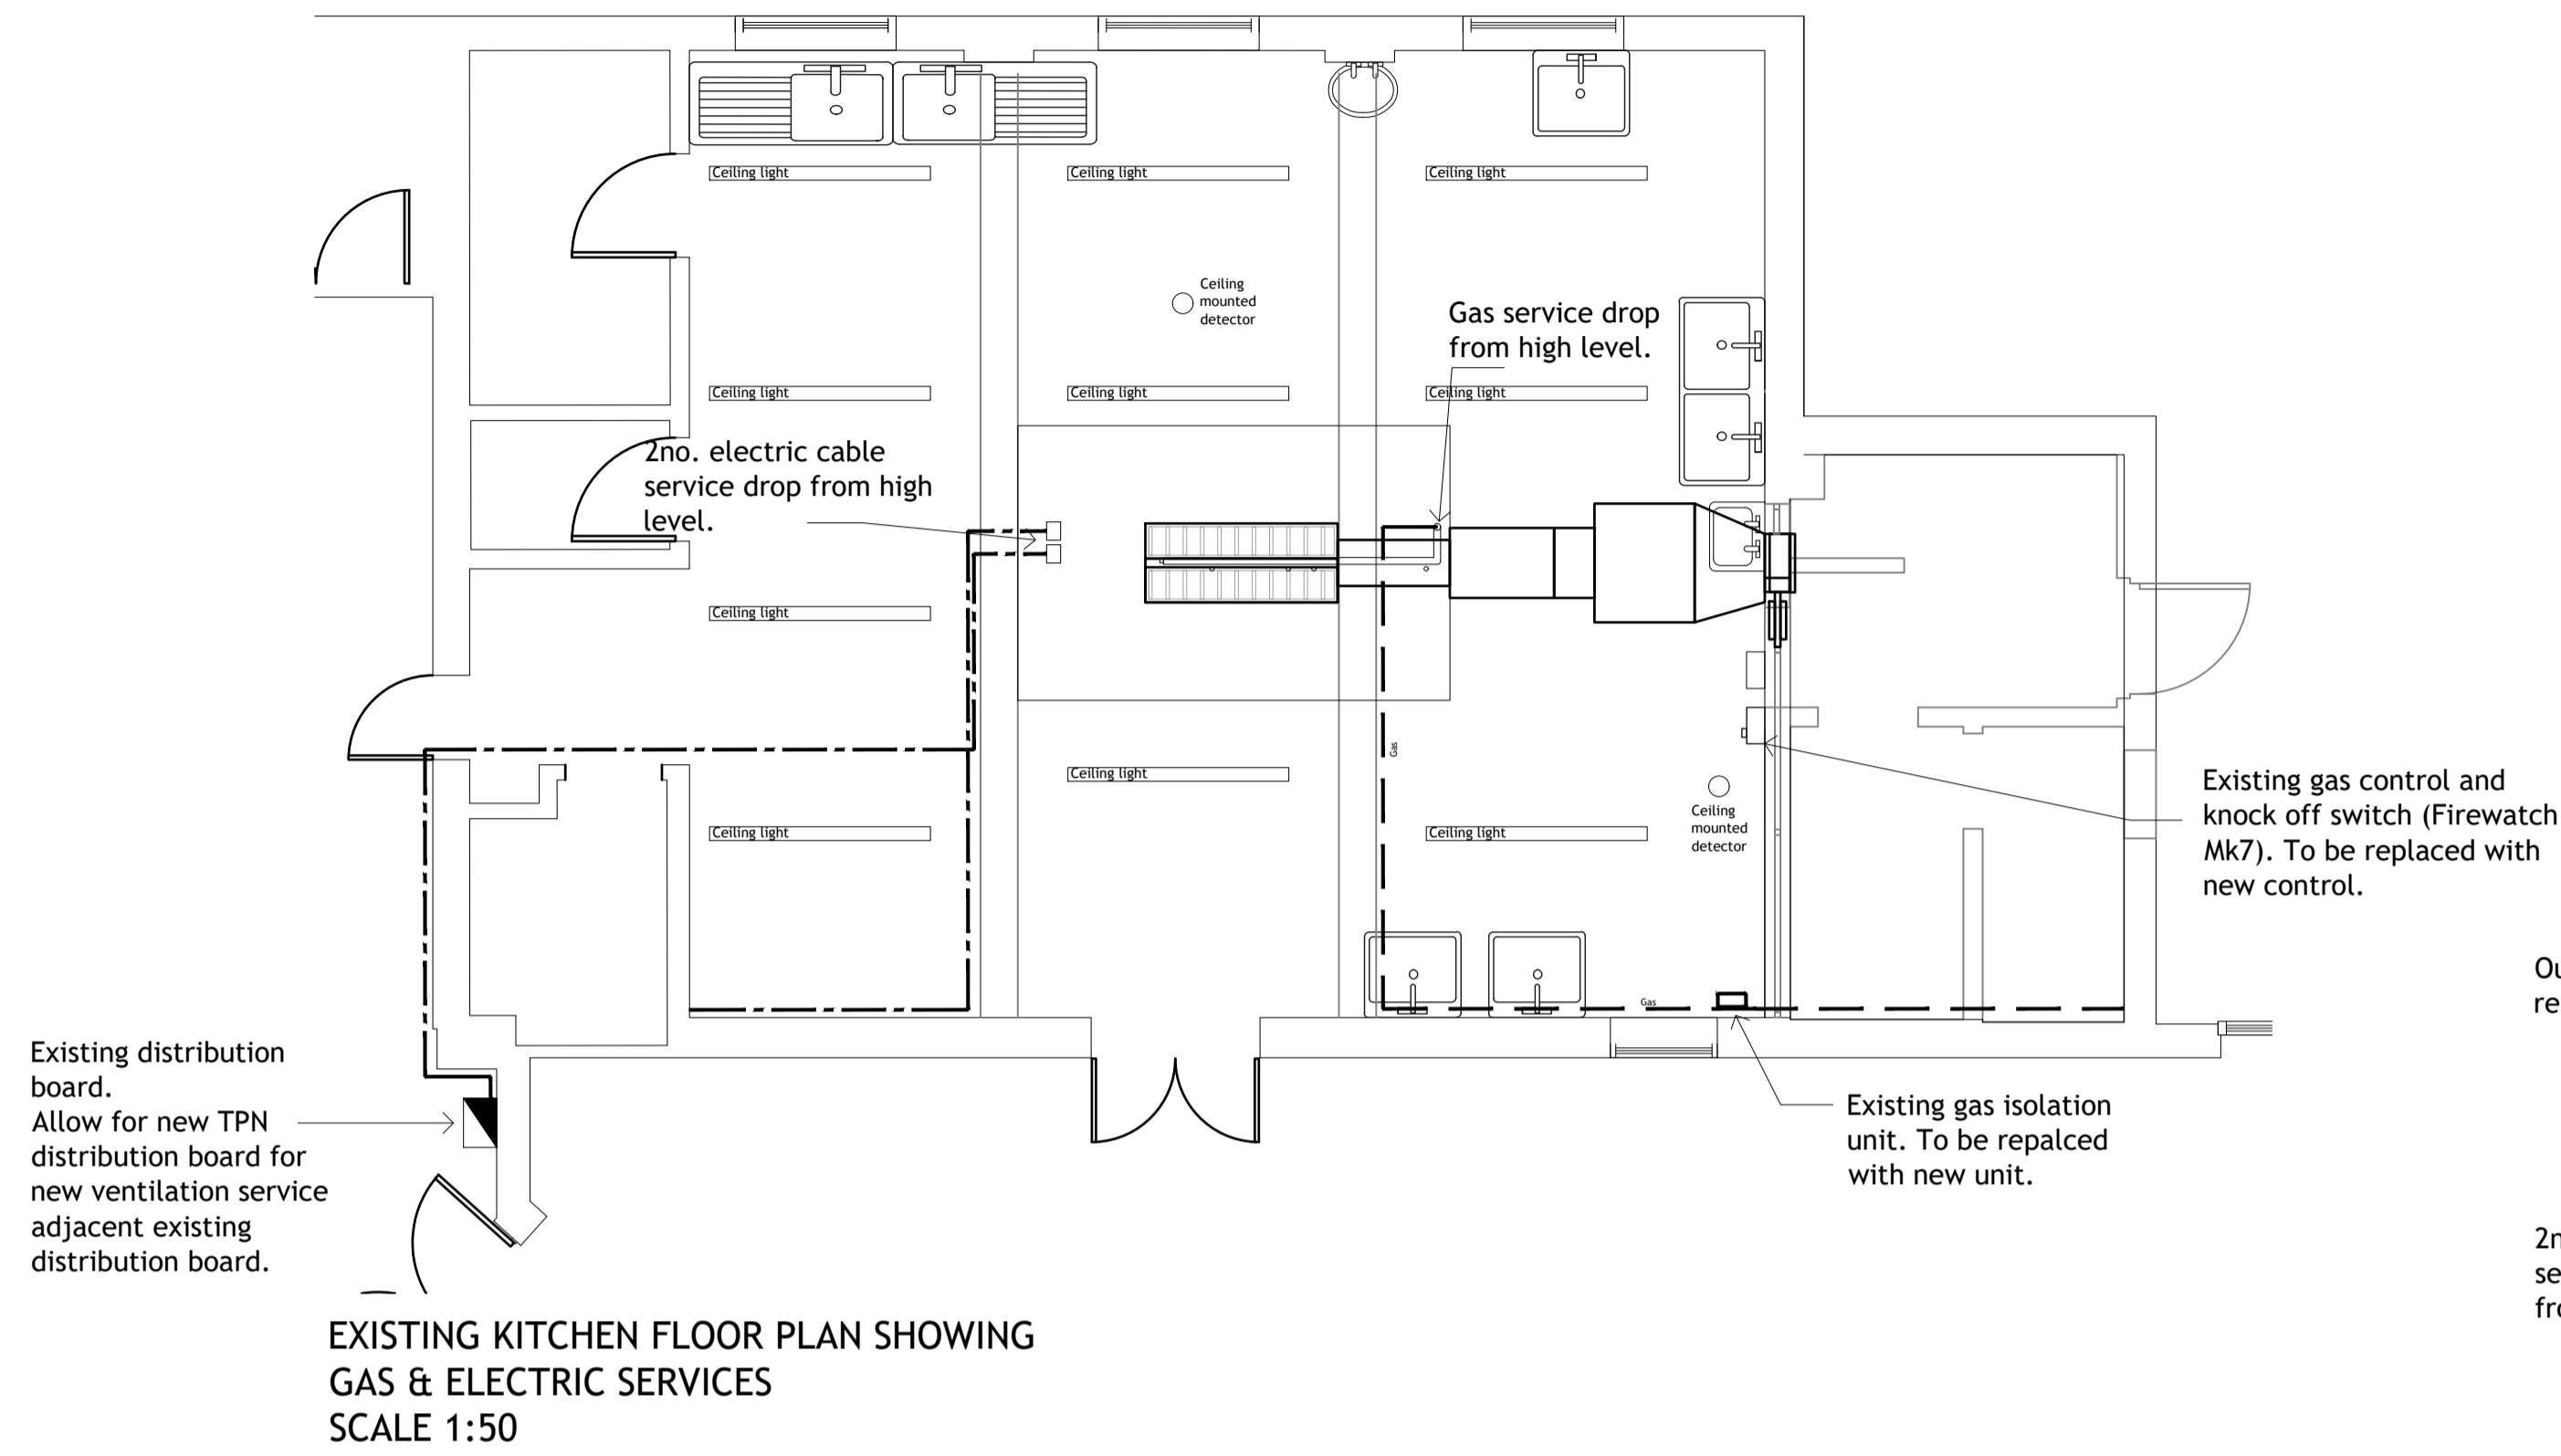 Ceiling light
Ceiling light
Ceiling light
Ceiling
mounted
detector
Gas service drop
from high level.
Ceiling light
Ceiling light
Ceiling light
2no. electric cable
service drop from high
level.
Ceiling light
Gas
Ceiling light
Existing gas control and
knock off switch (Firewatch
Mk7). To be replaced with
new control.
Ceiling
mounted
detector
Ceiling light
Ceiling light
Gas
Existing distribution
board.
Allow for new TPN
distribution board for
new ventilation service
adjacent existing
distribution board.
Existing gas isolation
unit. To be repalced
with new unit.
EXISTING KITCHEN FLOOR PLAN SHOWING
GAS & ELECTRIC SERVICES
SCALE 1:50